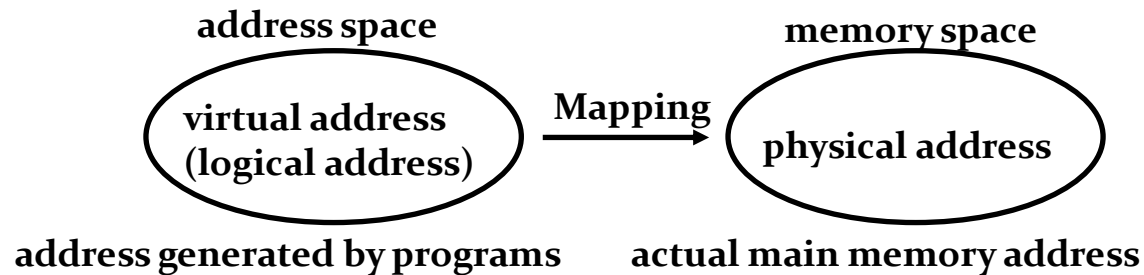 address space
memory space
virtual address
(logical address)
Mapping
physical address
address generated by programs
actual main memory address